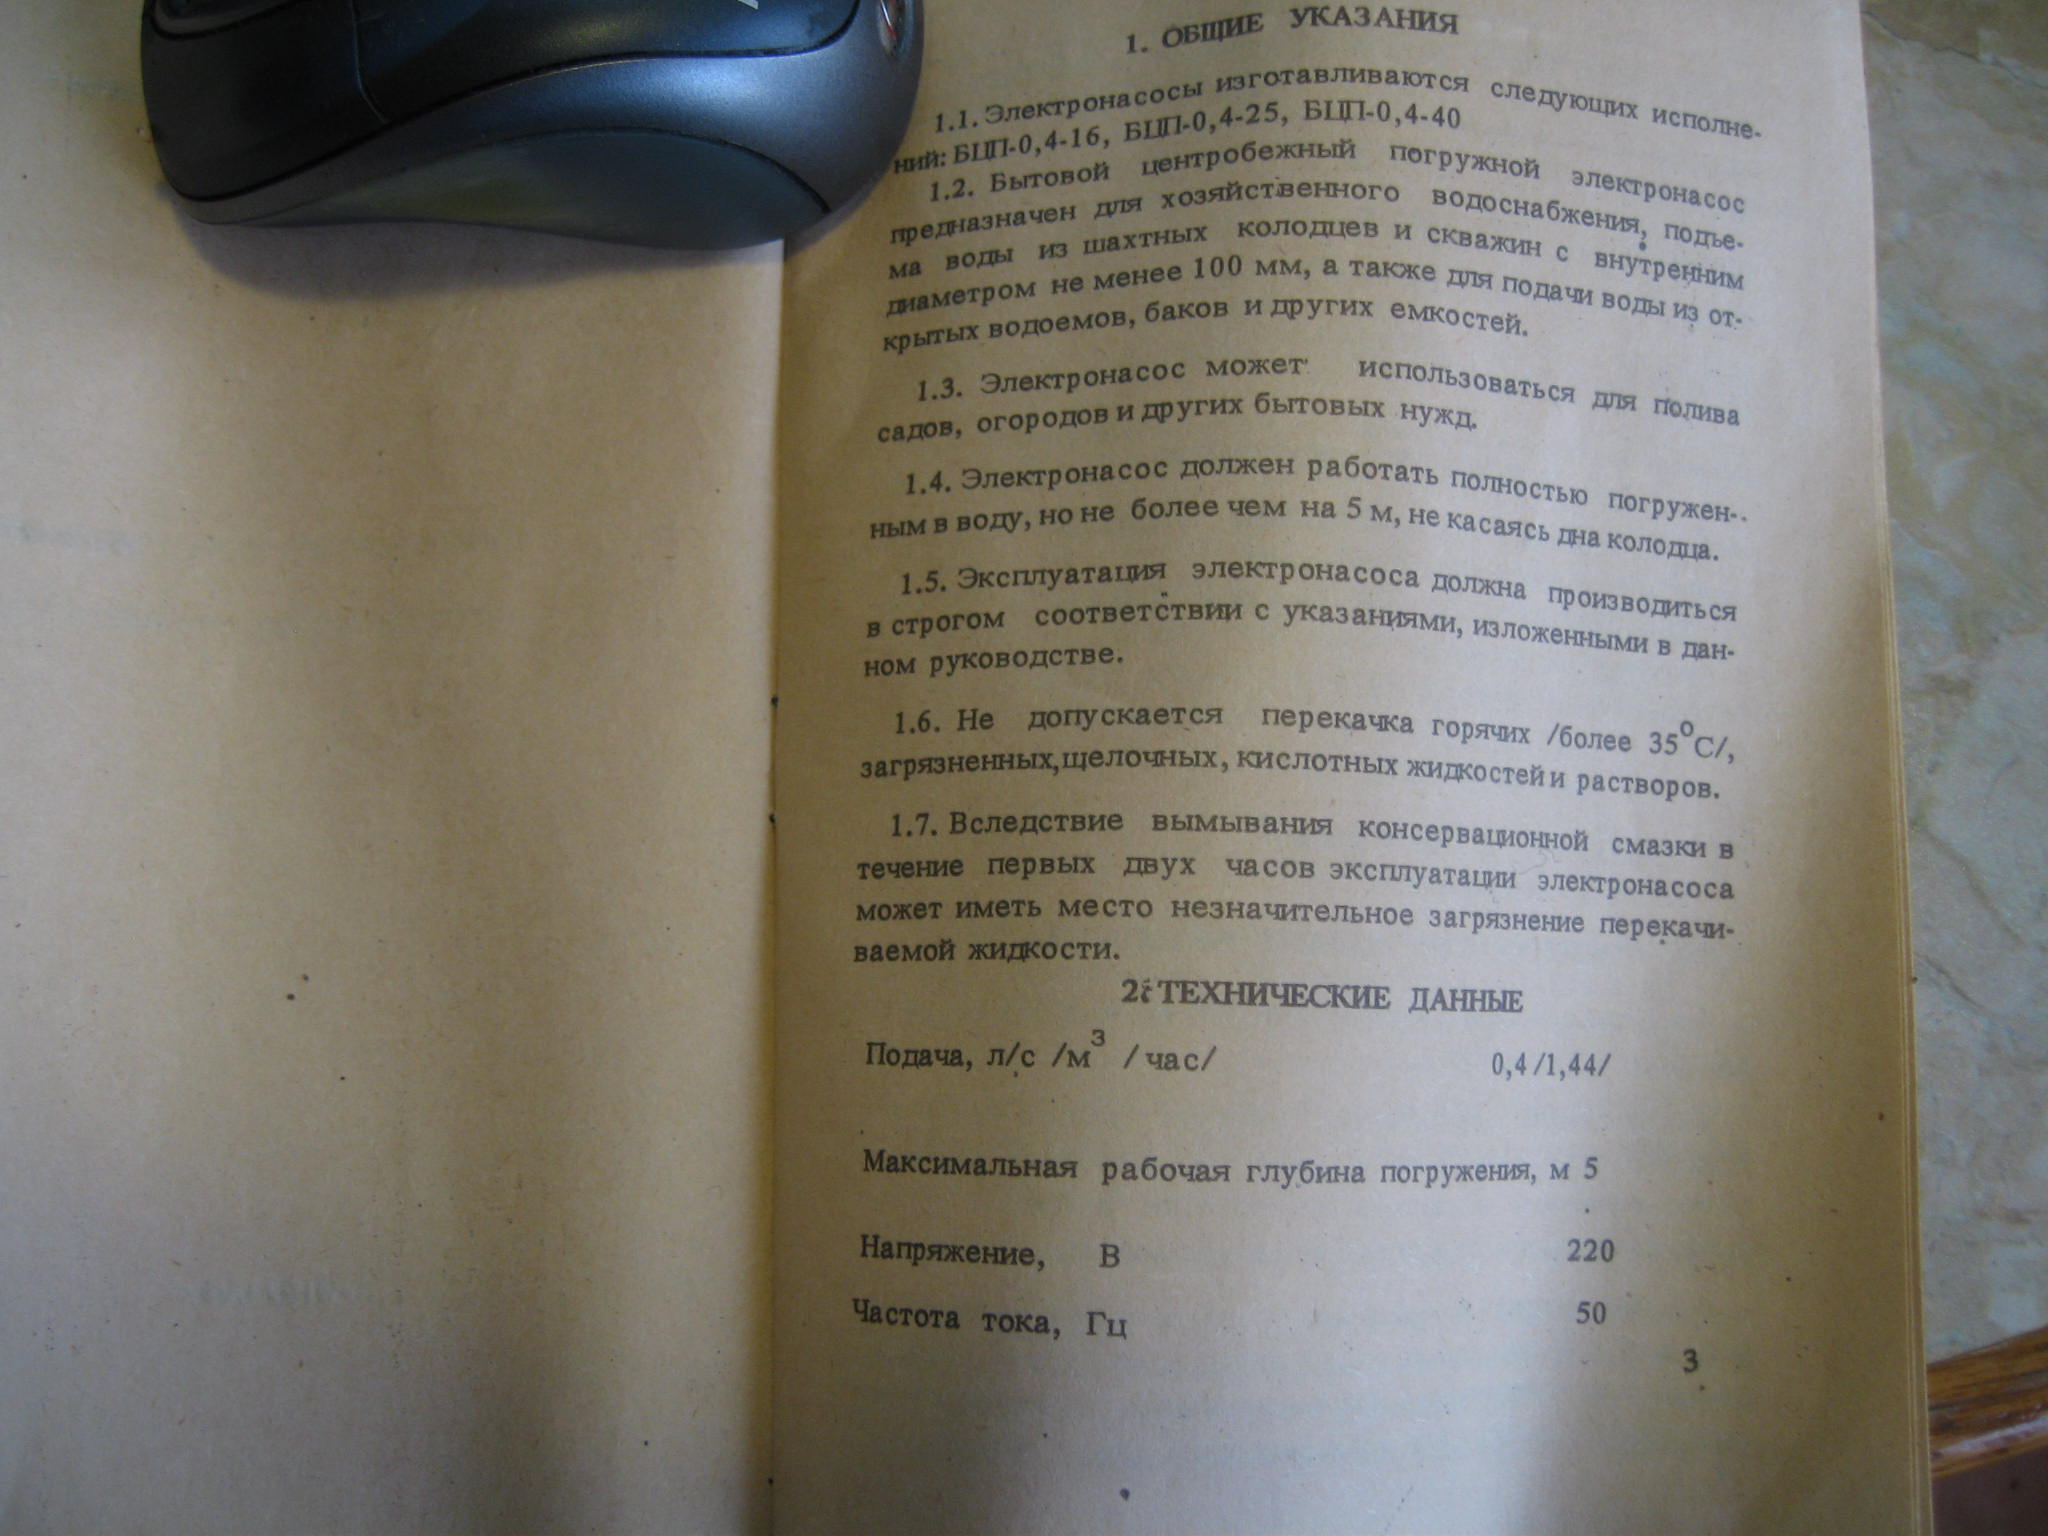 1. ОБЩИЕ УКАЗАНИЯ
1.1. Электронасосы изготавливаются следующих исполне-
ний: БЦП-0,4-16, БЦП-0,4-25, БЦП-0,4-40
1.2. Бытовой центробежный погружной электронасос
предназначен для хозяйственного водоснабжения, подъе-
ма воды из шахтных колодцев и скважин с внутренним
диаметром не менее 100 мм, а также для подачи воды из от-
крытых водоемов, баков и других емкостей.
1.3. Электронасос может использоваться для полива
садов, огородов и других бытовых нужд.
1.4. Электронасос должен работать полностью погружен-
ным в воду, но не более чем на 5 м, не касаясь дна колодца.
1.5. Эксплуатация электронасоса должна производиться
в строгом соответствии с указаниями, изложенными в дан-
ном руководстве.
1.6. Не допускается перекачка горячих /более 35°С/,
загрязненных, щелочных, кислотных жидкостей и растворов.
1.7. Вследствие вымывания консервационной смазки в
течение первых двух часов эксплуатации электронасоса
может иметь место незначительное загрязнение перекачи-
ваемой жидкости.
2. ТЕХНИЧЕСКИЕ ДАННЫЕ
Подача, л/с /м³ /час/ 0,4 /1,44/
Максимальная рабочая глубина погружения, м 5
Напряжение, В 220
Частота тока, Гц 50
3